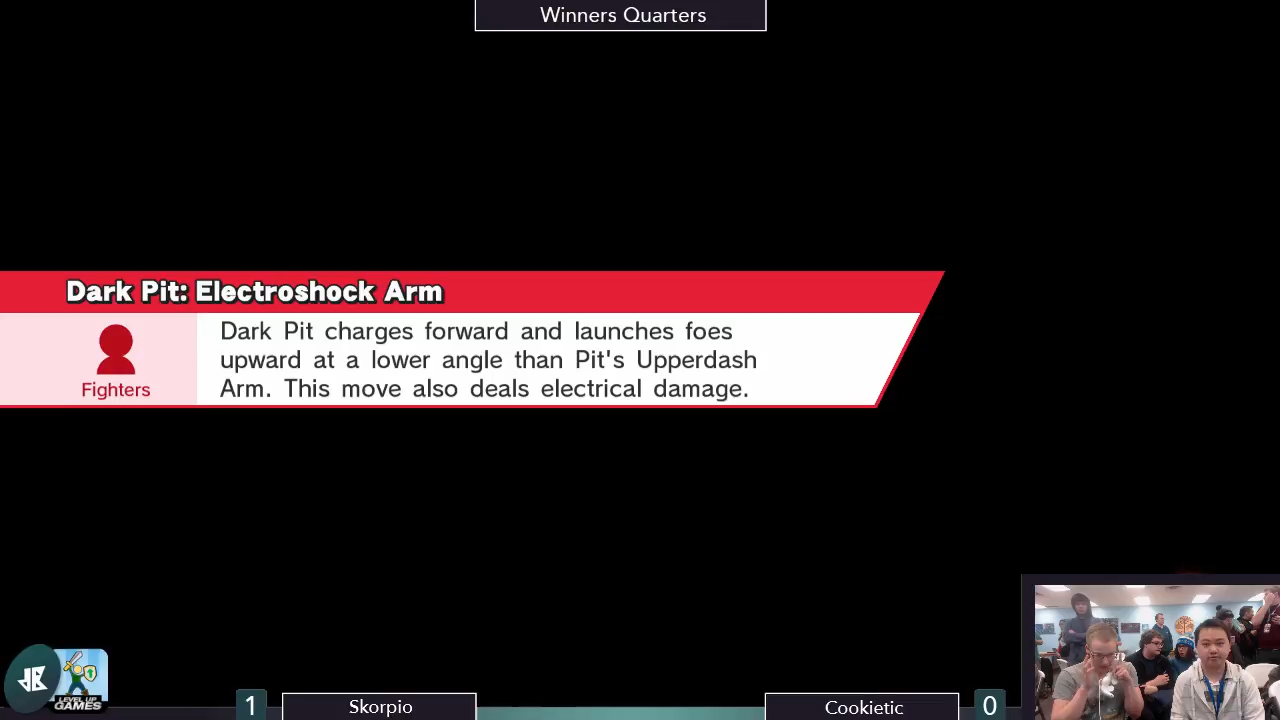 Winners Quarters
Dark Pit: Electroshock Arm
Dark Pit charges forward and launches foes
upward at a lower angle than Pit's Upperdash
Arm. This move also deals electrical damage.
Fighters
LEVEL UP
GAMES
1
Skorpio
Cookietic
0